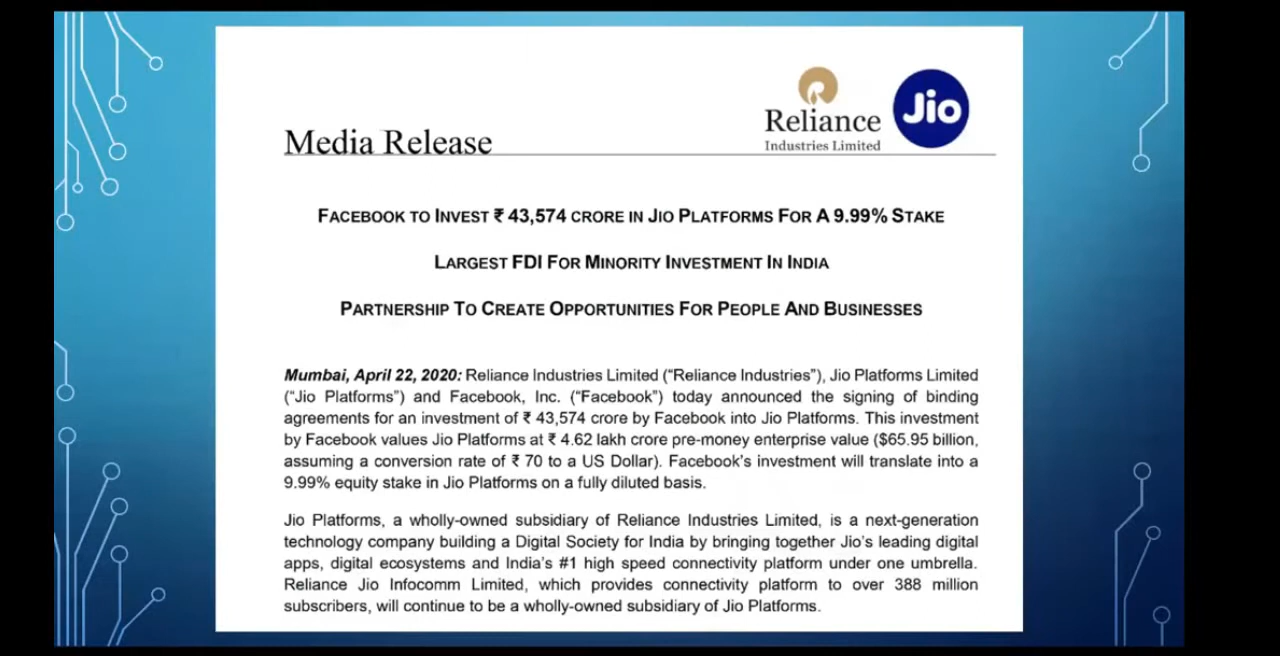 Reliance
Industries Limited
Jio
Media Release
FACEBOOK TO INVEST ₹ 43,574 CRORE IN JIO PLATFORMS FOR A 9.99% STAKE
LARGEST FDI FOR MINORITY INVESTMENT IN INDIA
PARTNERSHIP TO CREATE OPPORTUNITIES FOR PEOPLE AND BUSINESSES
Mumbai, April 22, 2020: Reliance Industries Limited (“Reliance Industries”), Jio Platforms Limited
(“Jio Platforms”) and Facebook, Inc. (“Facebook”) today announced the signing of binding
agreements for an investment of ₹ 43,574 crore by Facebook into Jio Platforms. This investment
by Facebook values Jio Platforms at ₹ 4.62 lakh crore pre-money enterprise value ($65.95 billion,
assuming a conversion rate of ₹ 70 to a US Dollar). Facebook’s investment will translate into a
9.99% equity stake in Jio Platforms on a fully diluted basis.
Jio Platforms, a wholly-owned subsidiary of Reliance Industries Limited, is a next-generation
technology company building a Digital Society for India by bringing together Jio’s leading digital
apps, digital ecosystems and India’s #1 high speed connectivity platform under one umbrella.
Reliance Jio Infocomm Limited, which provides connectivity platform to over 388 million
subscribers, will continue to be a wholly-owned subsidiary of Jio Platforms.